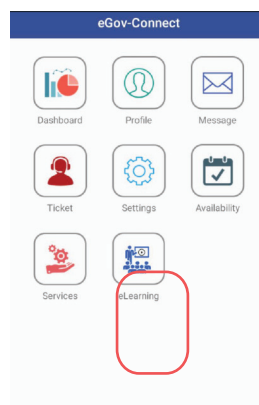 eGov-Connect
Dashboard Profile Message
Ticket Settings Availability
Services eLearning